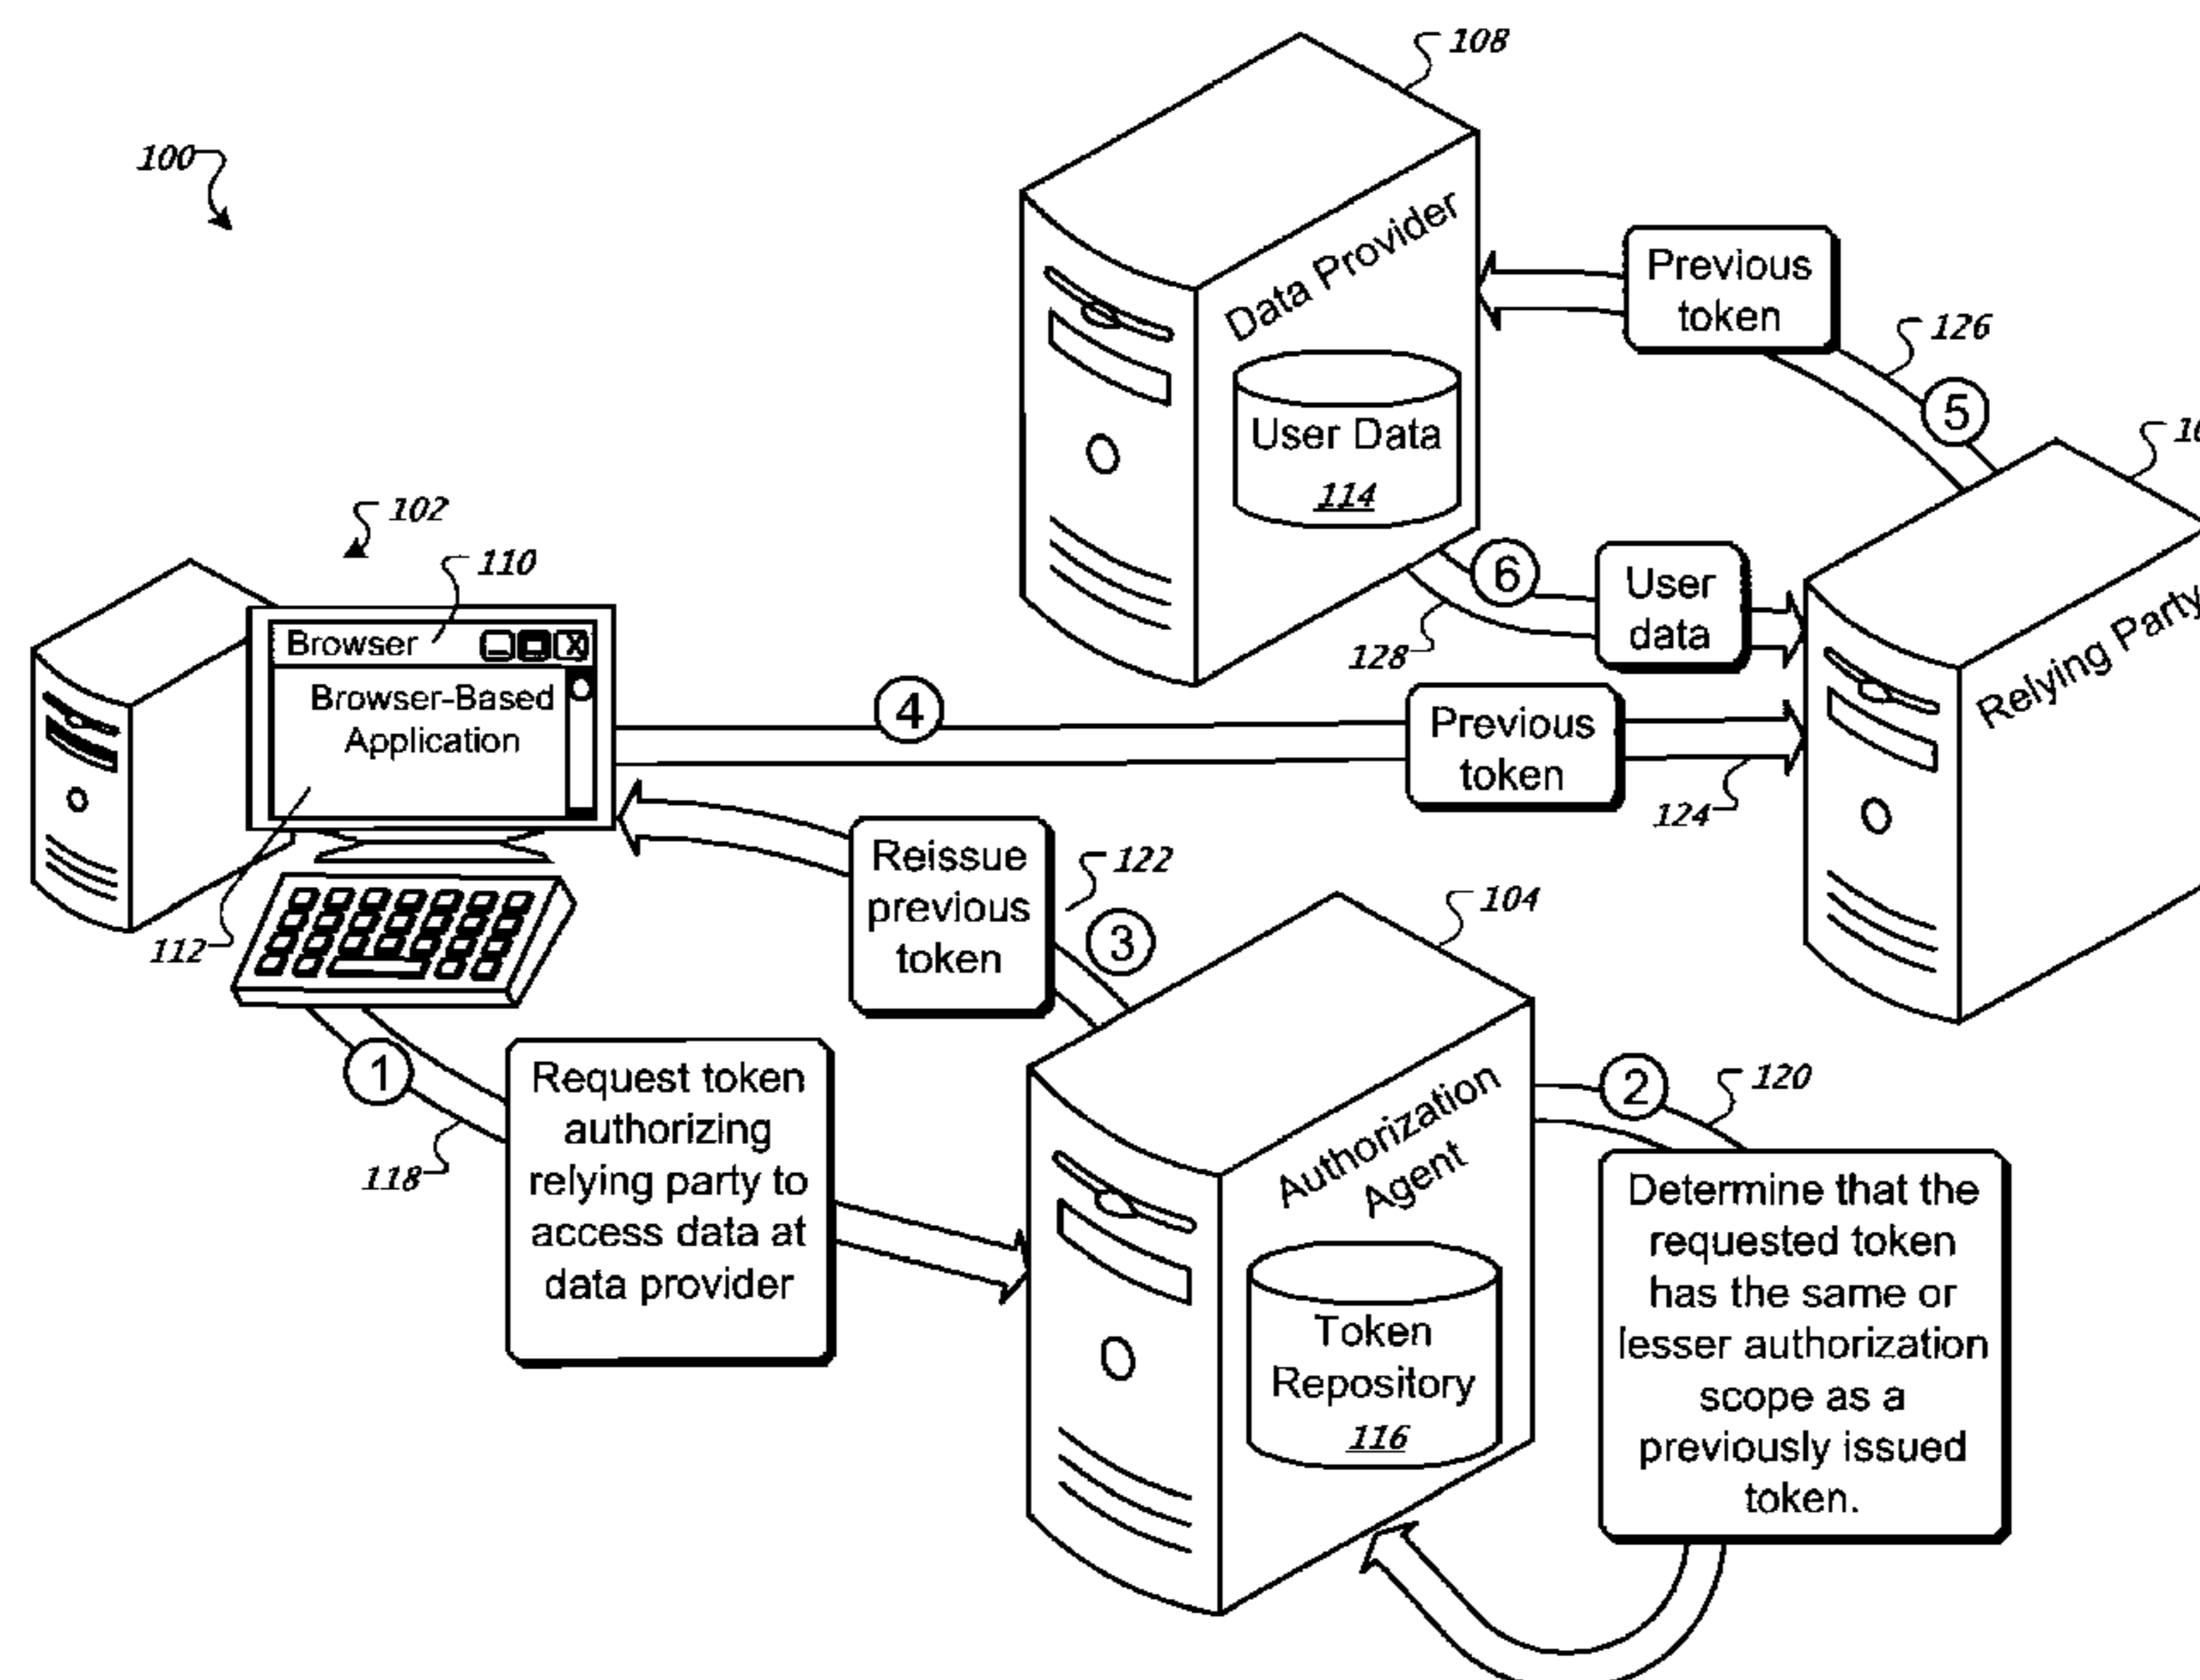 100
108
Data Provider
User Data
114
Previous
token
126
5
102
110
Browser
Browser-Based
Application
112
6
128
User
data
Relying Party
4
Previous
token
124
Reissue
previous
token
122
3
104
1
118
Request token
authorizing
relying party to
access data at
data provider
Authorization
Agent
Token
Repository
116
2
120
Determine that the
requested token
has the same or
lesser authorization
scope as a
previously issued
token.